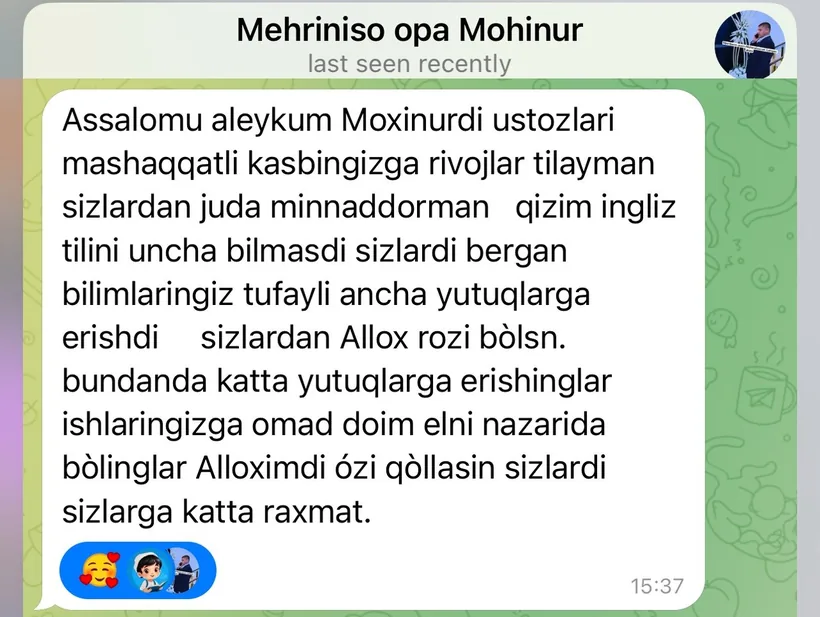 Mehriniso opa Mohinur
last seen recently
Assalomu aleykum Moxinurdi ustozlari
mashaqqatli kasbingizga rivojlar tilayman
sizlardan juda minnaddorman   qizim ingliz
tilini uncha bilmasdi sizlardi bergan
bilimlaringiz tufayli ancha yutuqlarga
erishdi     sizlardan Allox rozi bòlsn.
bundanda katta yutuqlarga erishinglar
ishlaringizga omad doim elni nazarida
bòlinglar Alloximdi ózi qòllasin sizlardi
sizlarga katta raxmat.
15:37